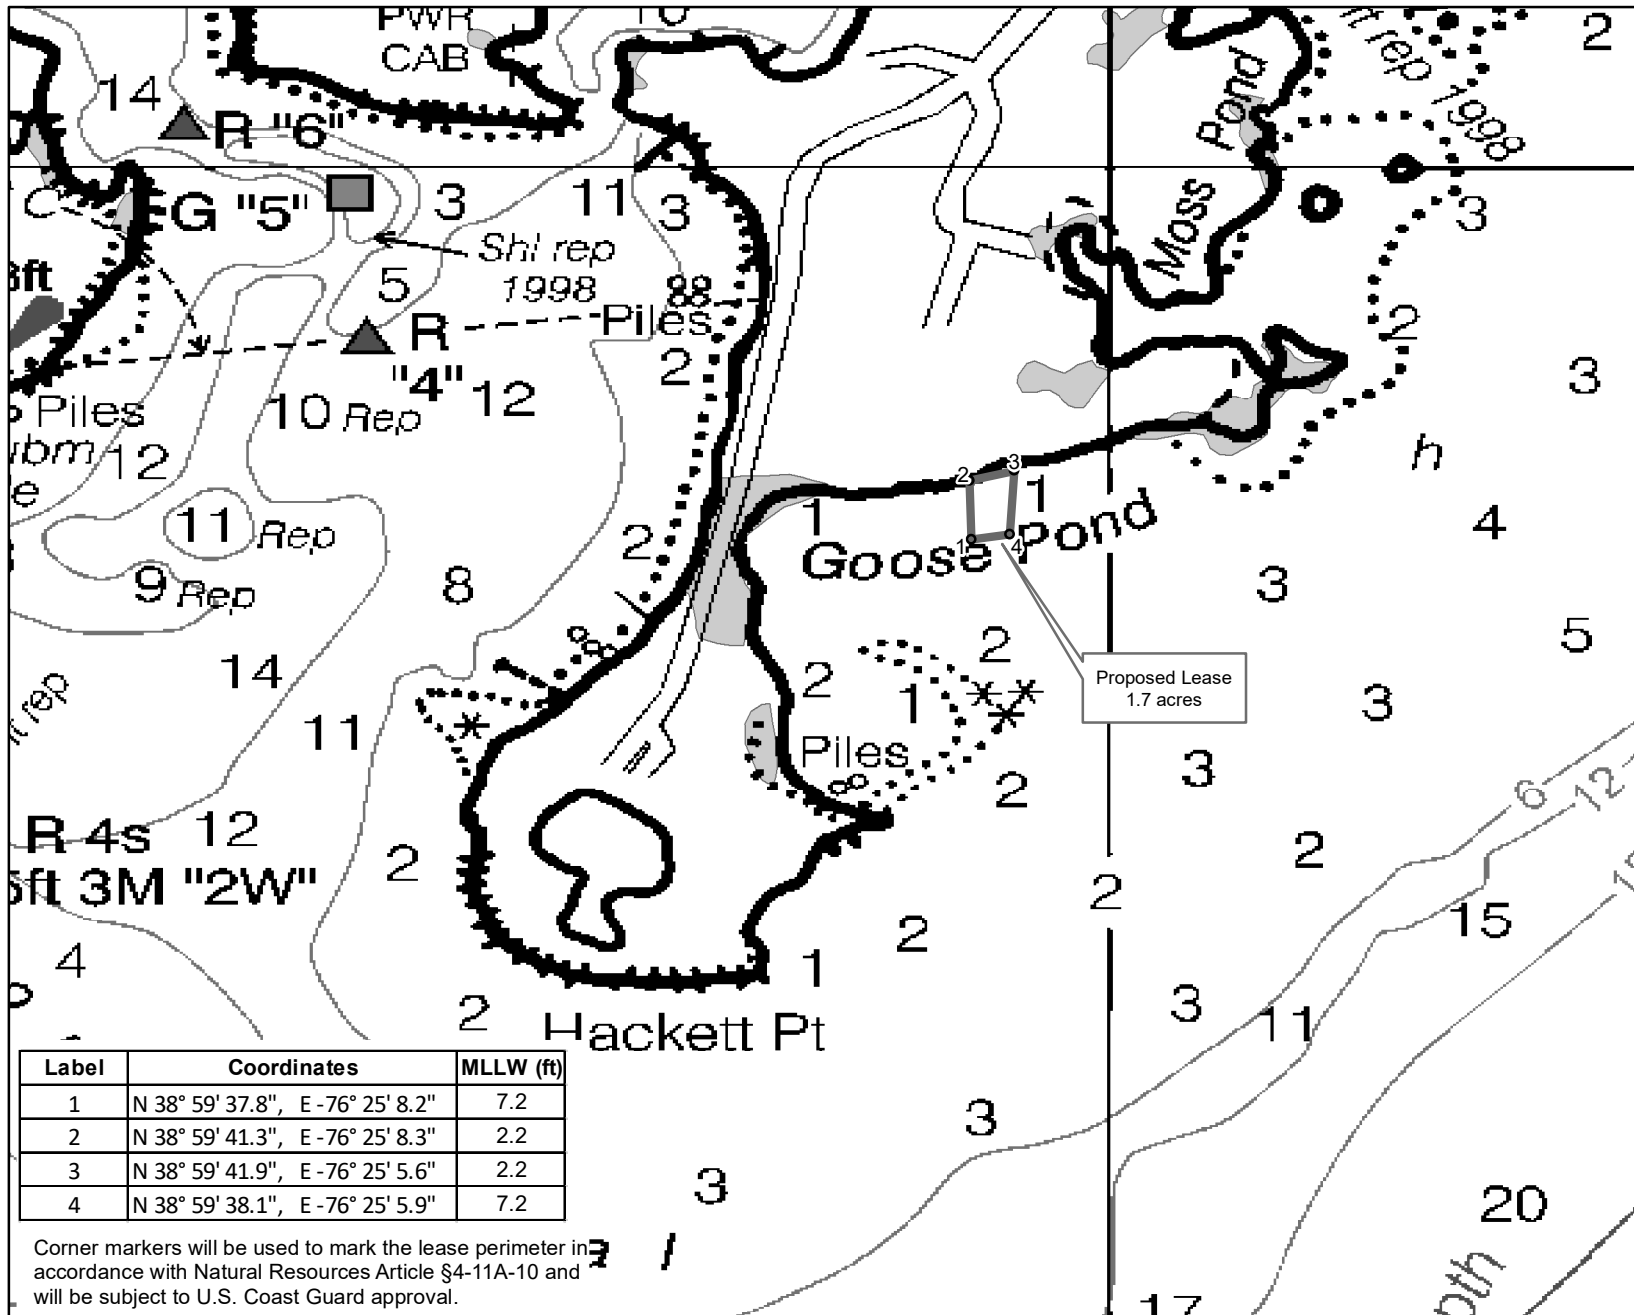 PWR
CAB
10
14
R "6"
2
Pond
ft rep 1998
G "5"
3
11
3
Moss
3
Shl rep
1998
5
Piles
R
"4"
12
2
2
3
10 Rep
Piles
12
h
11 Rep
9 Rep
8
2
1
2
3
1
Goose Pond
1
4
4
3
5
Proposed Lease
1.7 acres
14
11
2
2
1
Piles
2
3
3
6
12
R 4s
12
5ft 3M "2W"
2
2
2
15
4
2
1
2
3
11
Hackett Pt
Label Coordinates MLLW (ft)
1 N 38° 59' 37.8", E -76° 25' 8.2" 7.2
2 N 38° 59' 41.3", E -76° 25' 8.3" 2.2
3 N 38° 59' 41.9", E -76° 25' 5.6" 2.2
4 N 38° 59' 38.1", E -76° 25' 5.9" 7.2
3
3
20
17
Corner markers will be used to mark the lease perimeter in
accordance with Natural Resources Article §4-11A-10 and
will be subject to U.S. Coast Guard approval.